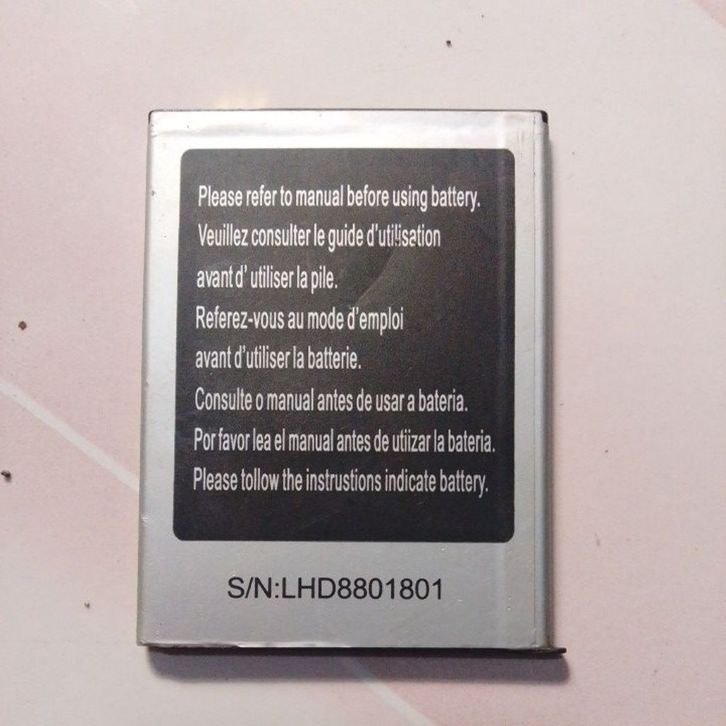 Please refer to manual before using battery.
Veuillez consulter le guide d'utilisation
avant d' utiliser la pile.
Referez-vous au mode d'emploi
avant d'utiliser la batterie.
Consulte o manual antes de usar a bateria.
Por favor lea el manual antes de utiizar la bateria.
Please tollow the instrustions indicate battery.
S/N:LHD8801801